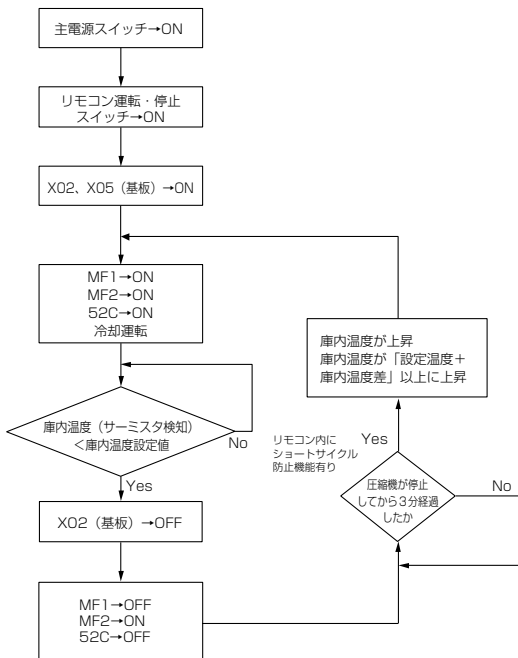 主電源スイッチ→ON
リモコン運転・停止
スイッチ→ON
X02、X05（基板）→ON
MF1→ON
MF2→ON
52C→ON
冷却運転
庫内温度（サーミスタ検知）
＜庫内温度設定値
No
Yes
X02（基板）→OFF
MF1→OFF
MF2→ON
52C→OFF
庫内温度が上昇
庫内温度が「設定温度＋
庫内温度差」以上に上昇
リモコン内に
ショートサイクル
防止機能有り
Yes
圧縮機が停止
してから3分経過
したか
No